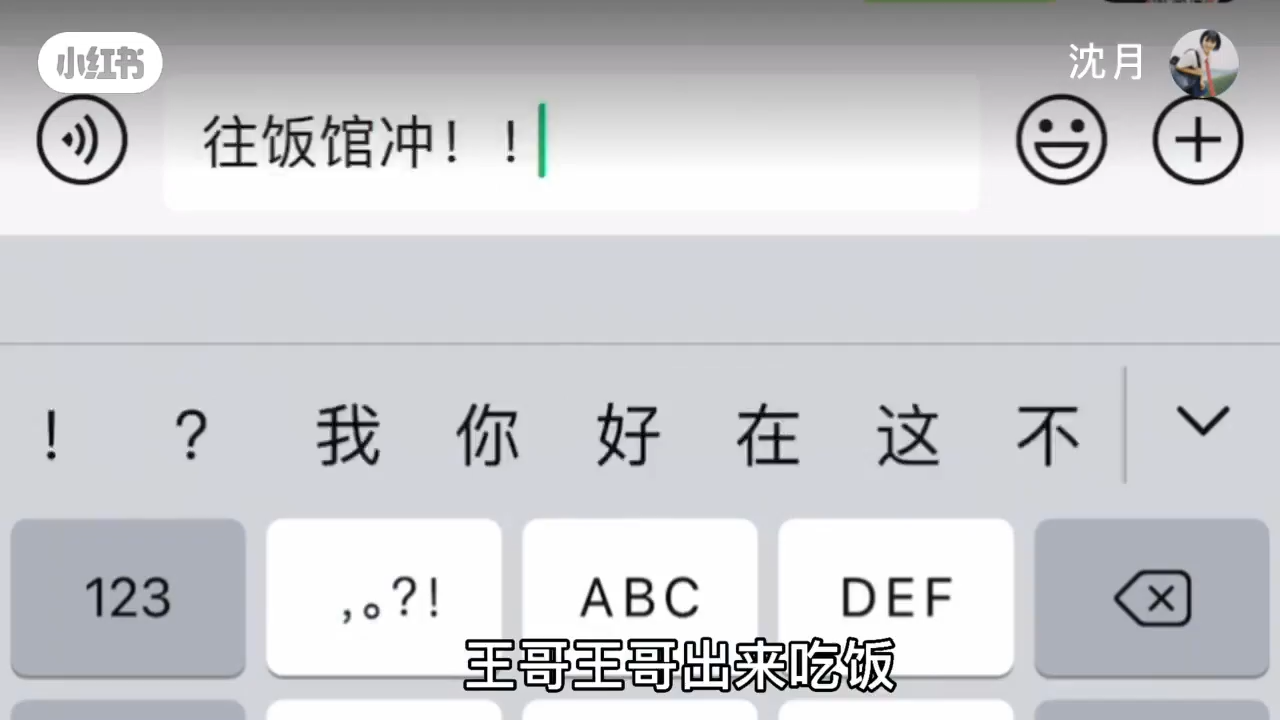 小红书
沈月
往饭馆冲！！
！ ？ 我 你 好 在 这 不
123 ,。?! ABC DEF
王哥王哥出来吃饭